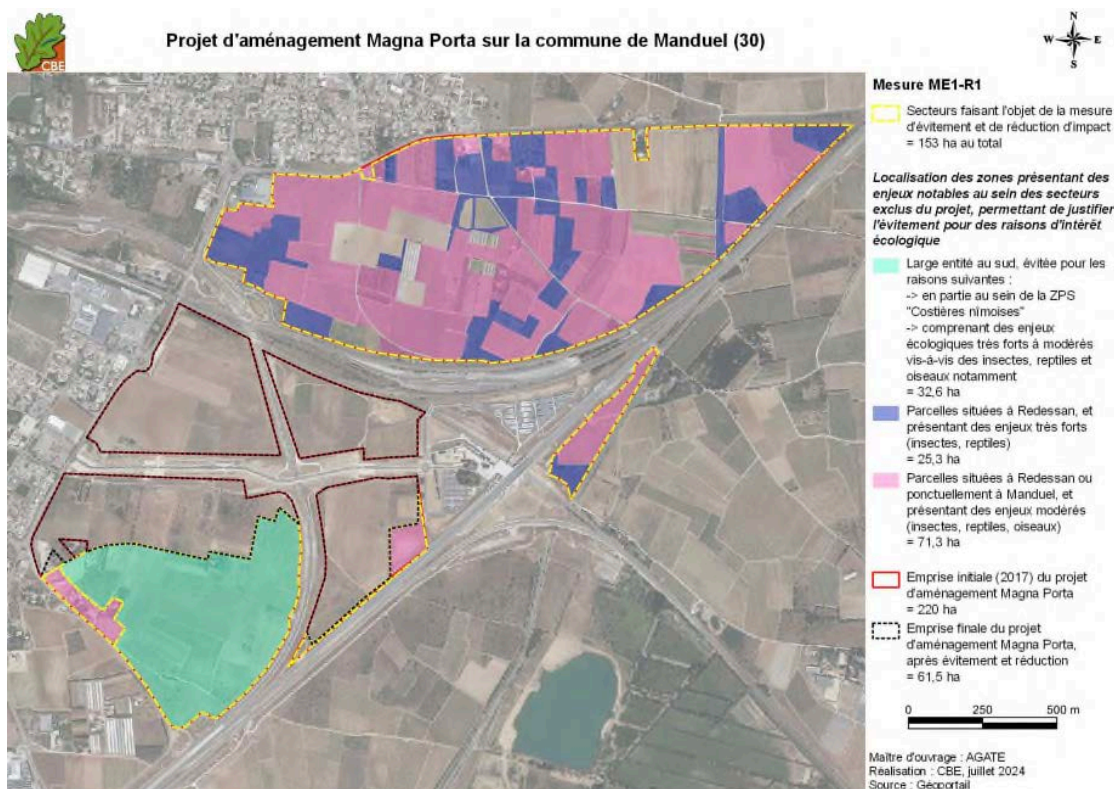 CBE
Projet d'aménagement Magna Porta sur la commune de Manduel (30)
N
W E
S
Mesure ME1-R1
Secteurs faisant l'objet de la mesure
d'évitement et de réduction d'impact
= 153 ha au total
Localisation des zones présentant des
enjeux notables au sein des secteurs
exclus du projet, permettant de justifier
l'évitement pour des raisons d'intérêt
écologique
Large entité au sud, évitée pour les
raisons suivantes :
-> en partie au sein de la ZPS
"Costières nîmoises"
-> comprenant des enjeux
écologiques très forts à modérés
vis-à-vis des insectes, reptiles et
oiseaux notamment
= 32,6 ha
Parcelles situées à Redessan, et
présentant des enjeux très forts
(insectes, reptiles)
= 25,3 ha
Parcelles situées à Redessan ou
ponctuellement à Manduel, et
présentant des enjeux modérés
(insectes, reptiles, oiseaux)
= 71,3 ha
Emprise initiale (2017) du projet
d'aménagement Magna Porta
= 220 ha
Emprise finale du projet
d'aménagement Magna Porta,
après évitement et réduction
= 61,5 ha
0 250 500 m
Maître d'ouvrage : AGATE
Réalisation : CBE, juillet 2024
Source : Géoportail